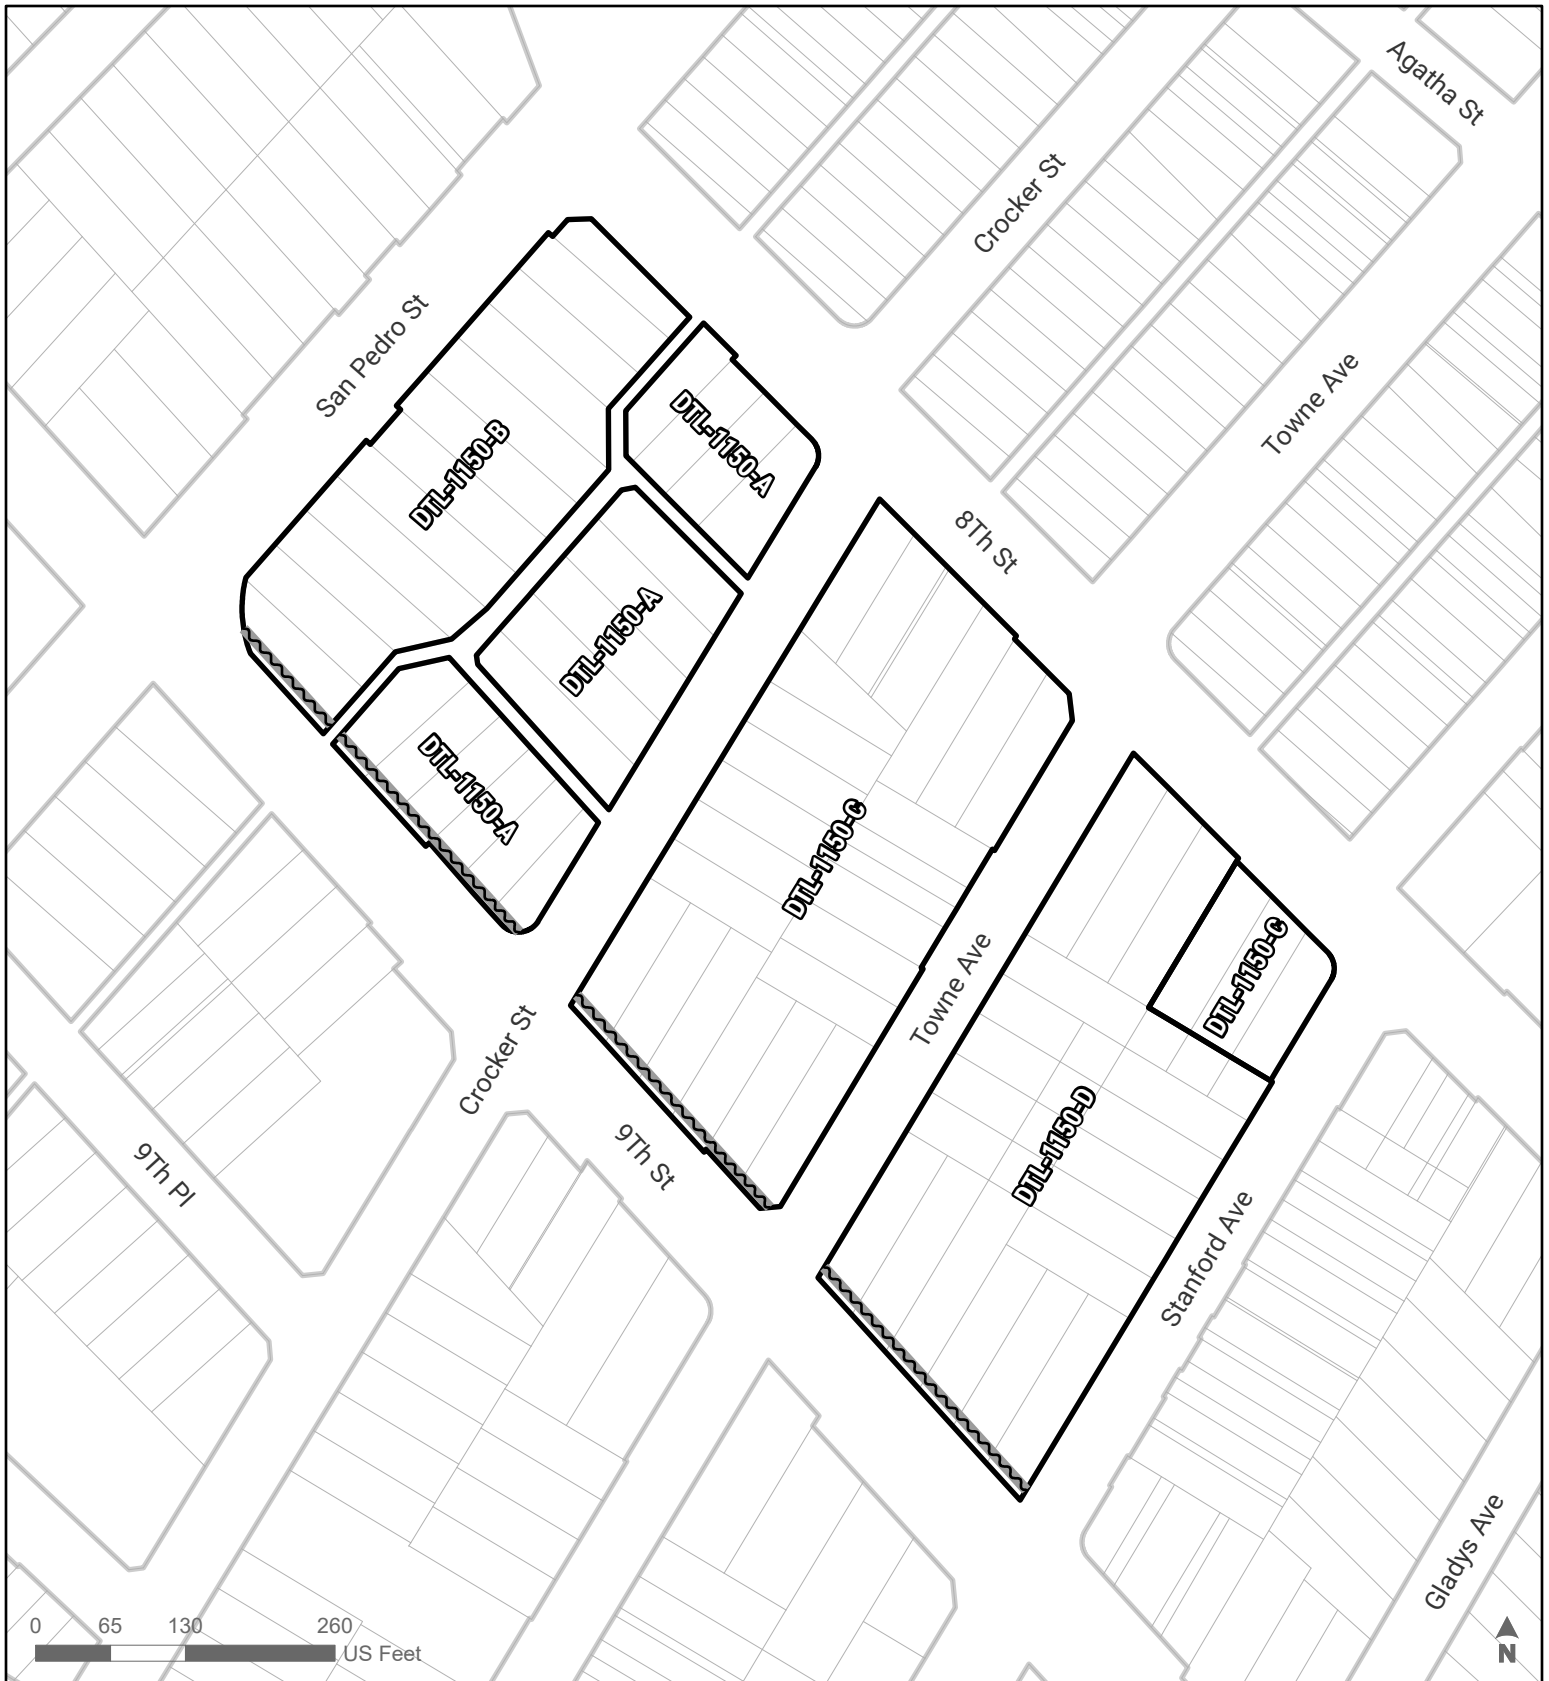 Agatha St
Crocker St
San Pedro St
Towne Ave
DTL-1150-A
DTL-1150-B
8Th St
DTL-1150-A
DTL-1150-A
DTL-1150-C
DTL-1150-C
Towne Ave
Crocker St
DTL-1150-D
9Th St
9Th Pl
Stanford Ave
Gladys Ave
0 65 130 260
US Feet
N